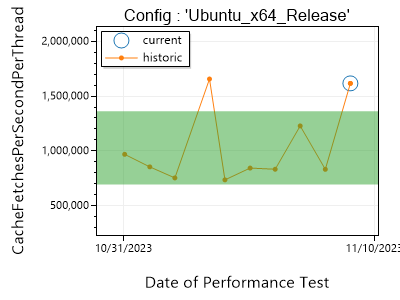 Config : 'Ubuntu_x64_Release'
CacheFetchesPerSecondPerThread
2,000,000
1,500,000
1,000,000
500,000
current
historic
10/31/2023
11/10/2023
Date of Performance Test